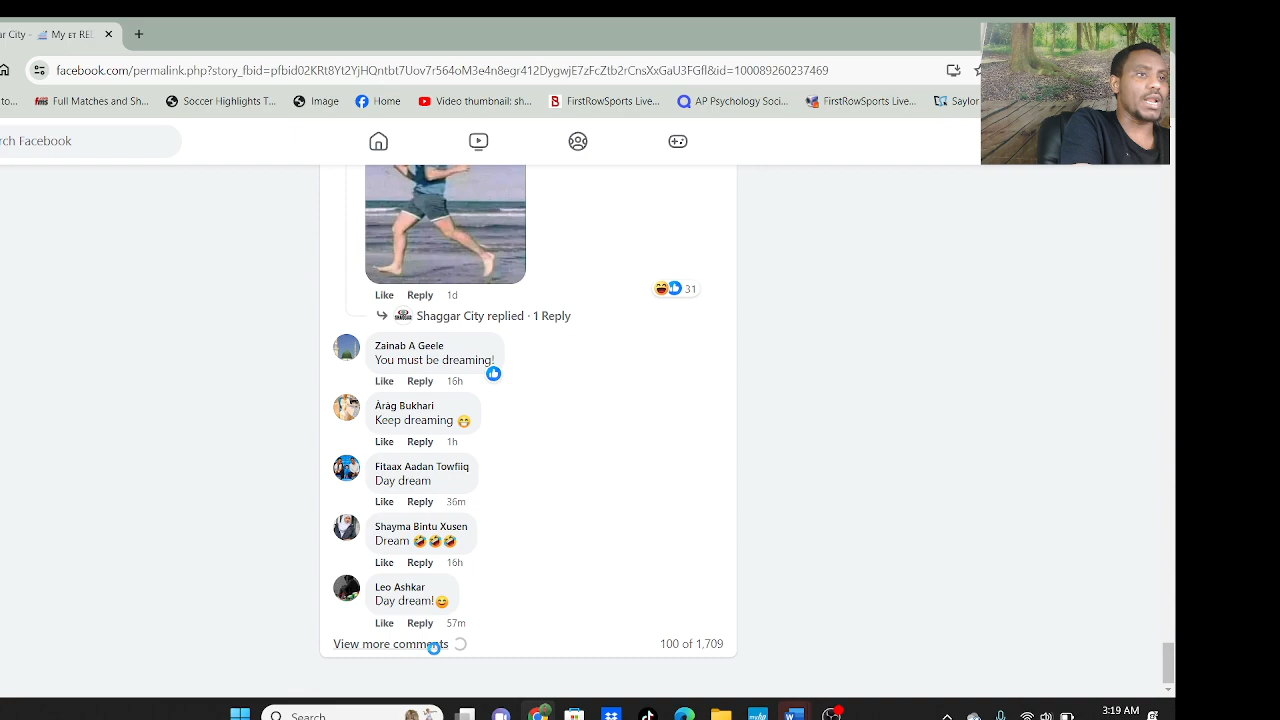 ar City - My ET REL
facebook.com/permalink.php?story_fbid=pfbid02KRt8Yt2YjHQntbhTUov7r564oM3e4n8egr412DygwjE7zFcZtb2rCnsXxGaU3FGfl&id=100089260237469
to...
Full Matches and Sh...
Soccer Highlights T...
Image
Home
Video thumbnail: sh...
FirstRowSports Live...
AP Psychology Soci...
FirstRowSports Live...
Saylor
rch Facebook
Like Reply 1d
31
Shaggar City replied · 1 Reply
Zainab A Geele
You must be dreaming!
Like Reply 16h
Àràg Bukhari
Keep dreaming 😁
Like Reply 1h
Fitaax Aadan Towfiiq
Day dream
Like Reply 36m
Shayma Bintu Xusen
Dream 🤣🤣🤣
Like Reply 16h
Leo Ashkar
Day dream!😊
Like Reply 57m
View more comments
100 of 1,709
Search
3:19 AM